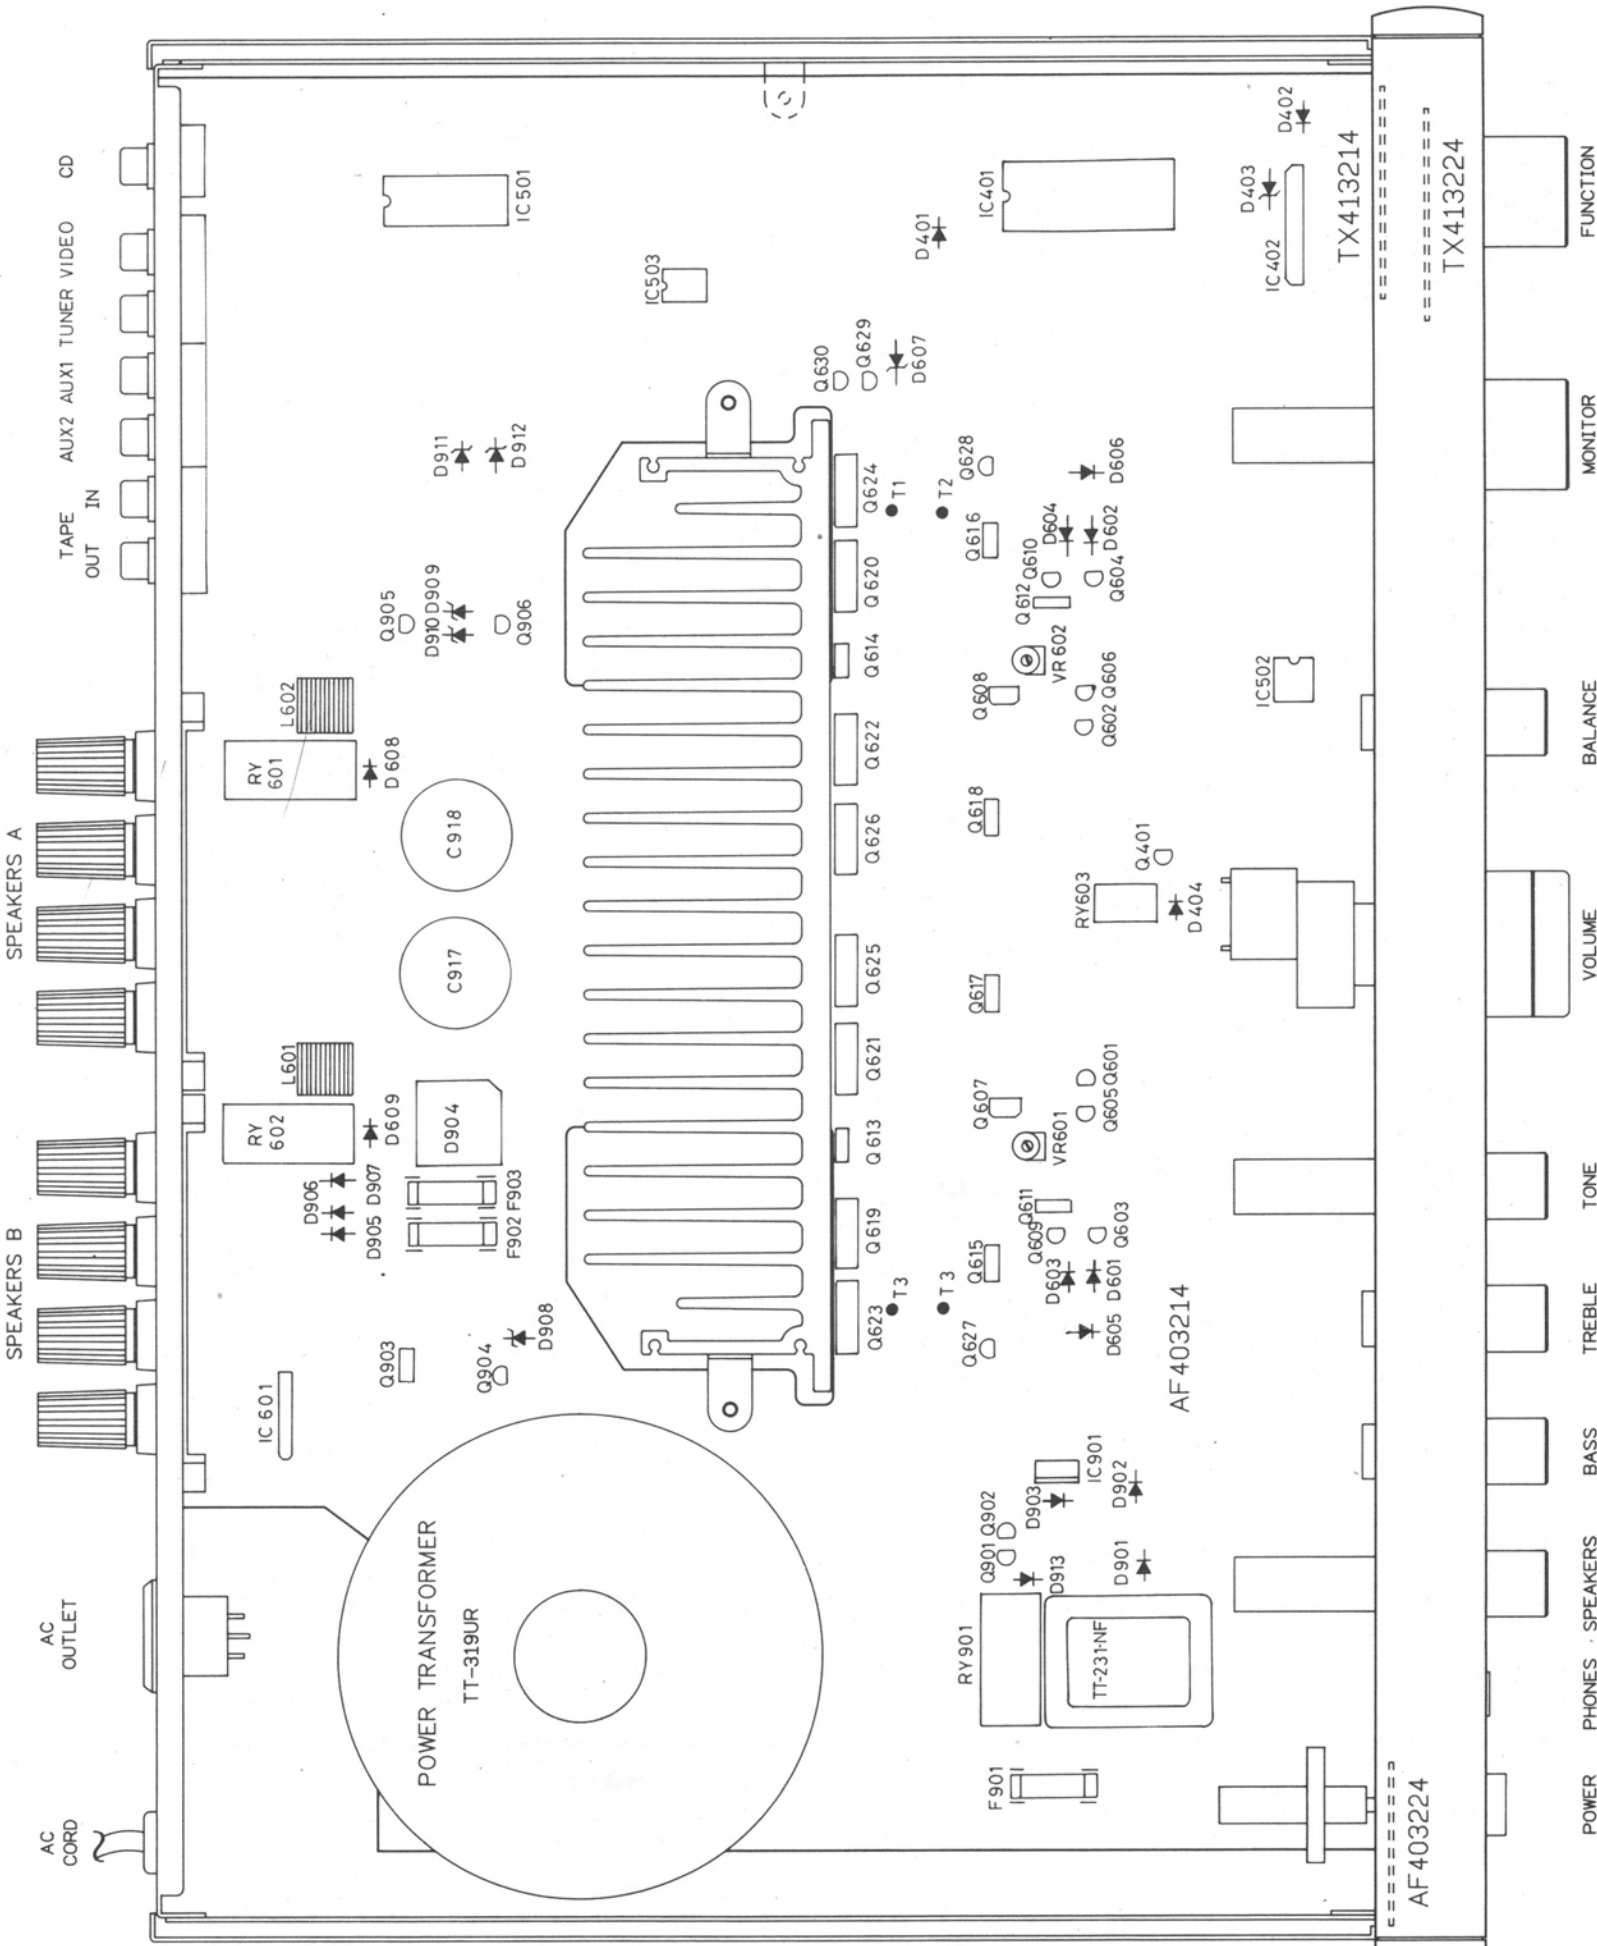 AC
CORD
AC
OUTLET
SPEAKERS B
SPEAKERS A
TAPE
OUT IN
AUX2 AUX1 TUNER VIDEO CD
POWER TRANSFORMER
TT-319UR
IC601
Q903
Q904
D908
D906
D905
D907
RY
602
D609
L601
D904
F902 F903
C917
C918
RY
601
D608
L602
Q905
D910 D909
Q906
D911
D912
IC501
IC503
Q623
Q619
Q613
Q621
Q625
Q626
Q622
Q614
Q620
Q624
Q630
Q629
D607
T3
T3
T1
T2
D401
IC401
D403
D402
IC402
TX413214
TX413224
Q627
Q615
D603
D601
D605
Q609
Q611
Q603
VR601
Q607
Q605 Q601
Q617
RY603
D404
Q401
Q618
Q608
VR602
Q602 Q606
Q612
Q610
Q604
D604
D602
Q616
Q628
D606
IC502
AF403214
IC901
D903
D902
Q901 Q902
D913
D901
RY901
TT-231-NF
F901
AF403224
POWER
PHONES · SPEAKERS
BASS
TREBLE
TONE
VOLUME
BALANCE
MONITOR
FUNCTION